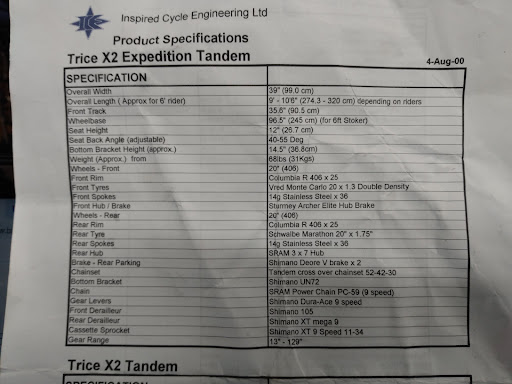 ICE
Inspired Cycle Engineering Ltd
Product Specifications
Trice X2 Expedition Tandem 4-Aug-00
SPECIFICATION
Overall Width 39" (99.0 cm)
Overall Length ( Approx for 6' rider) 9' - 10'6" (274.3 - 320 cm) depending on riders
Front Track 35.6" (90.5 cm)
Wheelbase 96.5" (245 cm) (for 6ft Stoker)
Seat Height 12" (26.7 cm)
Seat Back Angle (adjustable) 40-55 Deg
Bottom Bracket Height (approx.) 14.5" (36.8cm)
Weight (Approx.) from 68lbs (31Kgs)
Wheels - Front 20" (406)
Front Rim Columbia R 406 x 25
Front Tyres Vred Monte Carlo 20 x 1.3 Double Density
Front Spokes 14g Stainless Steel x 36
Front Hub / Brake Sturmey Archer Elite Hub Brake
Wheels - Rear 20" (406)
Rear Rim Columbia R 406 x 25
Rear Tyre Schwalbe Marathon 20" x 1.75"
Rear Spokes 14g Stainless Steel x 36
Rear Hub SRAM 3 x 7 Hub
Brake - Rear Parking Shimano Deore V brake x 2
Chainset Tandem cross over chainset 52-42-30
Bottom Bracket Shimano UN72
Chain SRAM Power Chain PC-59 (9 speed)
Gear Levers Shimano Dura-Ace 9 speed
Front Derailleur Shimano 105
Rear Derailleur Shimano XT mega 9
Cassette Sprocket Shimano XT 9 Speed 11-34
Gear Range 13" - 129"
Trice X2 Tandem
SPECIFICATION